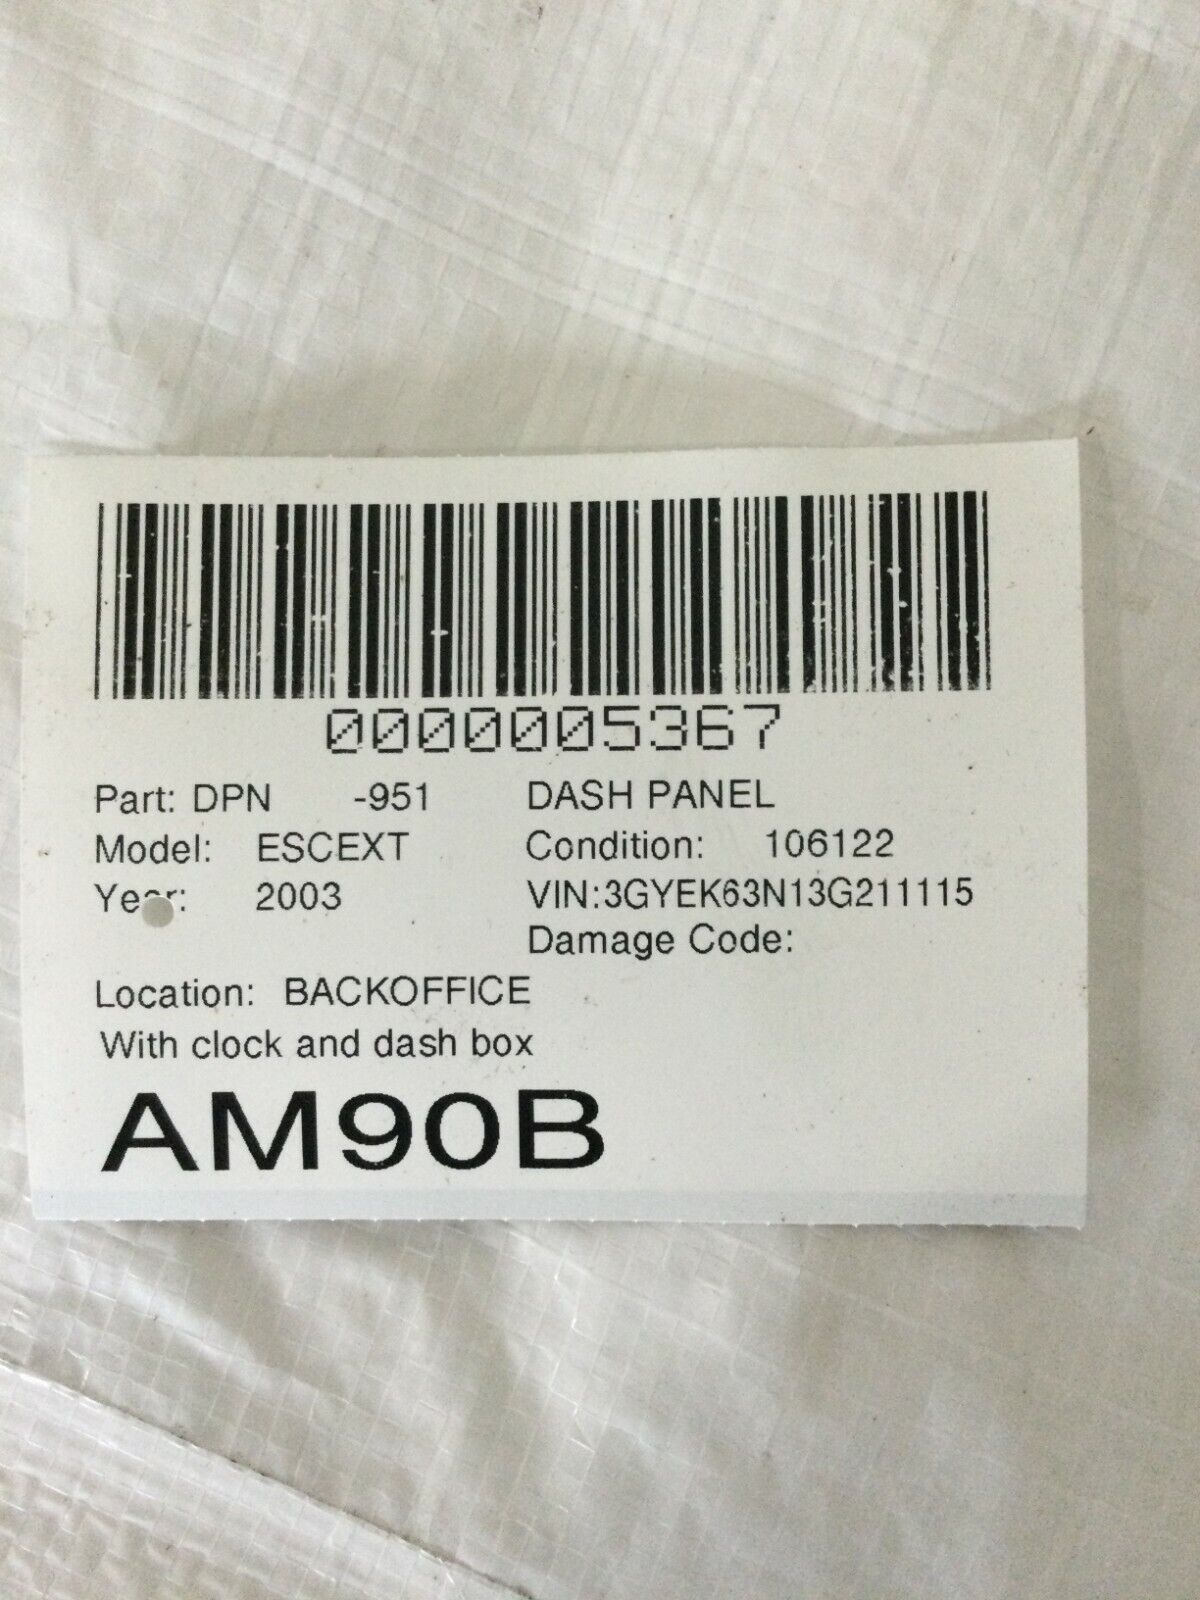 0000005367
Part: DPN -951 DASH PANEL
Model: ESCEXT Condition: 106122
Year: 2003 VIN:3GYEK63N13G211115
Damage Code:
Location: BACKOFFICE
With clock and dash box
AM90B